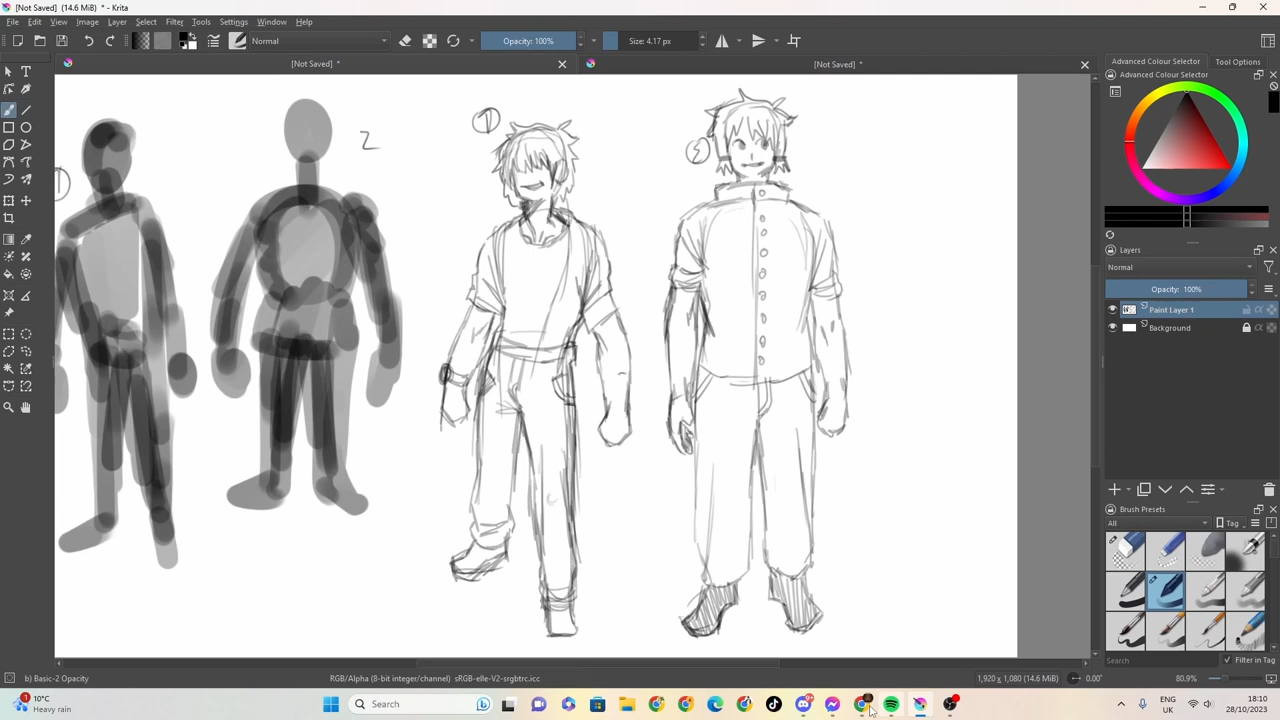 [Not Saved] (14.6 MiB) * - Krita
File Edit View Image Layer Select Filter Tools Settings Window Help
Normal
Opacity: 100%
Size: 4.17 px
[Not Saved] *
[Not Saved] *
Advanced Colour Selector
Tool Options
Advanced Colour Selector
1
2
1
Layers
Normal
Opacity: 100%
Paint Layer 1
Background
Brush Presets
All
Tag
Search
Filter in Tag
b) Basic-2 Opacity
RGB/Alpha (8-bit integer/channel) sRGB-elle-V2-srgbtrc.icc
1,920 x 1,080 (14.6 MiB)
0.00°
80.9%
1
10°C
Heavy rain
Search
9+
ENG
UK
18:10
28/10/2023